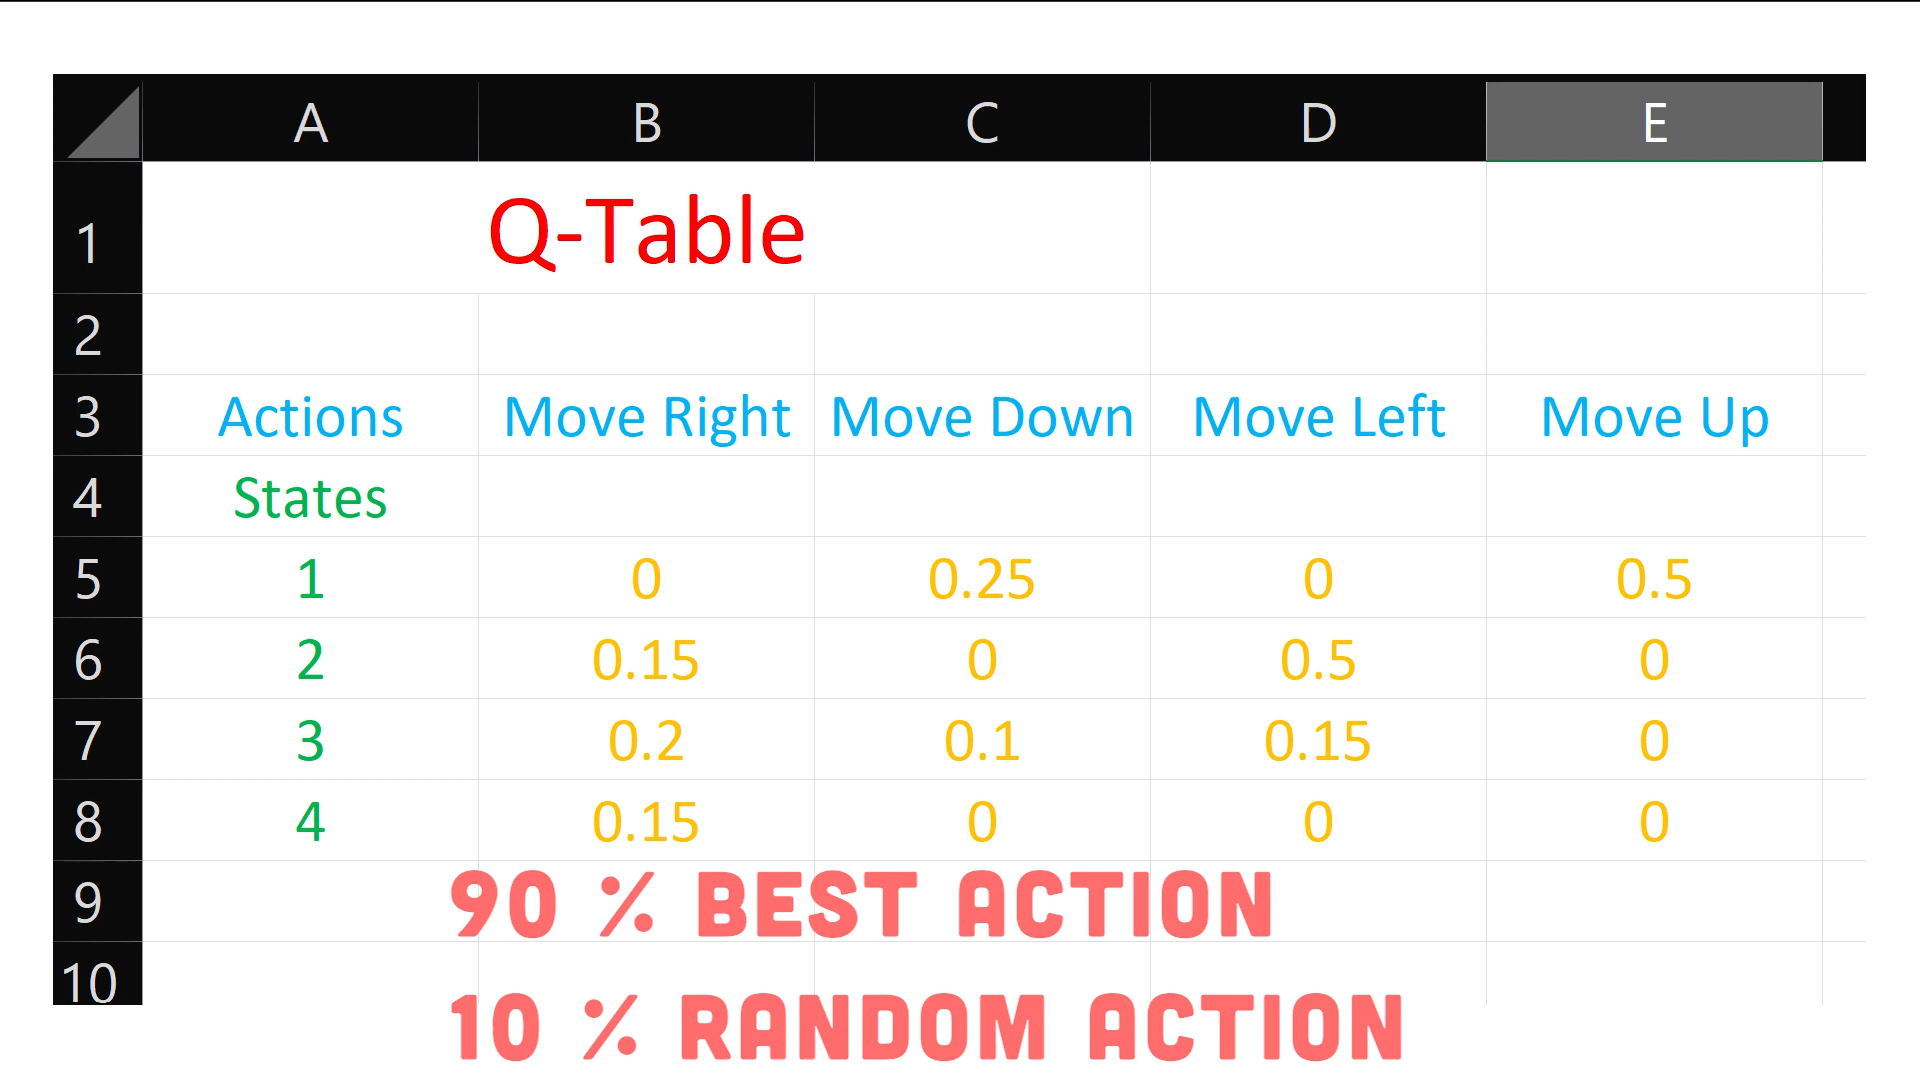 A B C D E
1 Q-Table
2
3 Actions Move Right Move Down Move Left Move Up
4 States
5 1 0 0.25 0 0.5
6 2 0.15 0 0.5 0
7 3 0.2 0.1 0.15 0
8 4 0.15 0 0 0
9 90 % BEST ACTION
10
10 % RANDOM ACTION